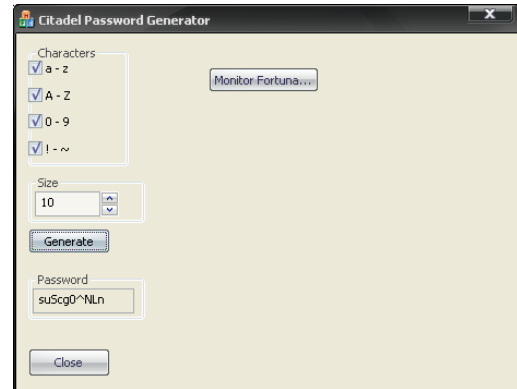 Citadel Password Generator
Characters
a - z
Monitor Fortuna...
A - Z
0 - 9
! - ~
Size
10
Generate
Password
suScg0^NLn
Close